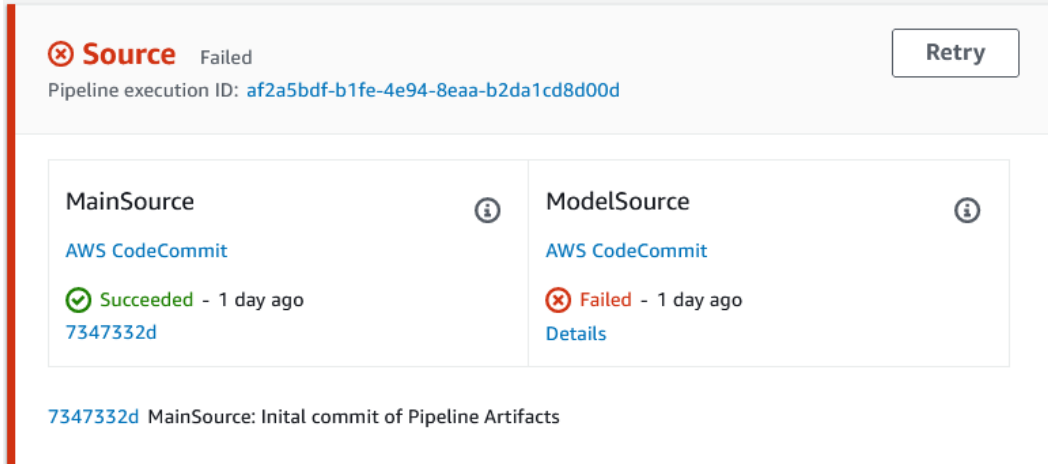 Source Failed
Retry
Pipeline execution ID: af2a5bdf-b1fe-4e94-8eaa-b2da1cd8d00d
MainSource
AWS CodeCommit
Succeeded - 1 day ago
7347332d
ModelSource
AWS CodeCommit
Failed - 1 day ago
Details
7347332d MainSource: Inital commit of Pipeline Artifacts